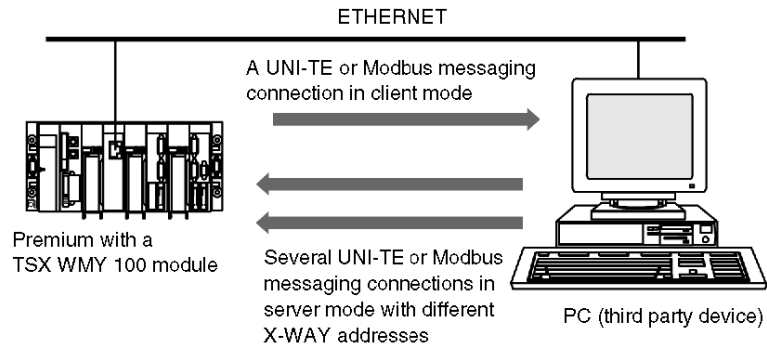 ETHERNET
A UNI-TE or Modbus messaging
connection in client mode
Premium with a
TSX WMY 100 module
Several UNI-TE or Modbus
messaging connections in
server mode with different
X-WAY addresses
PC (third party device)